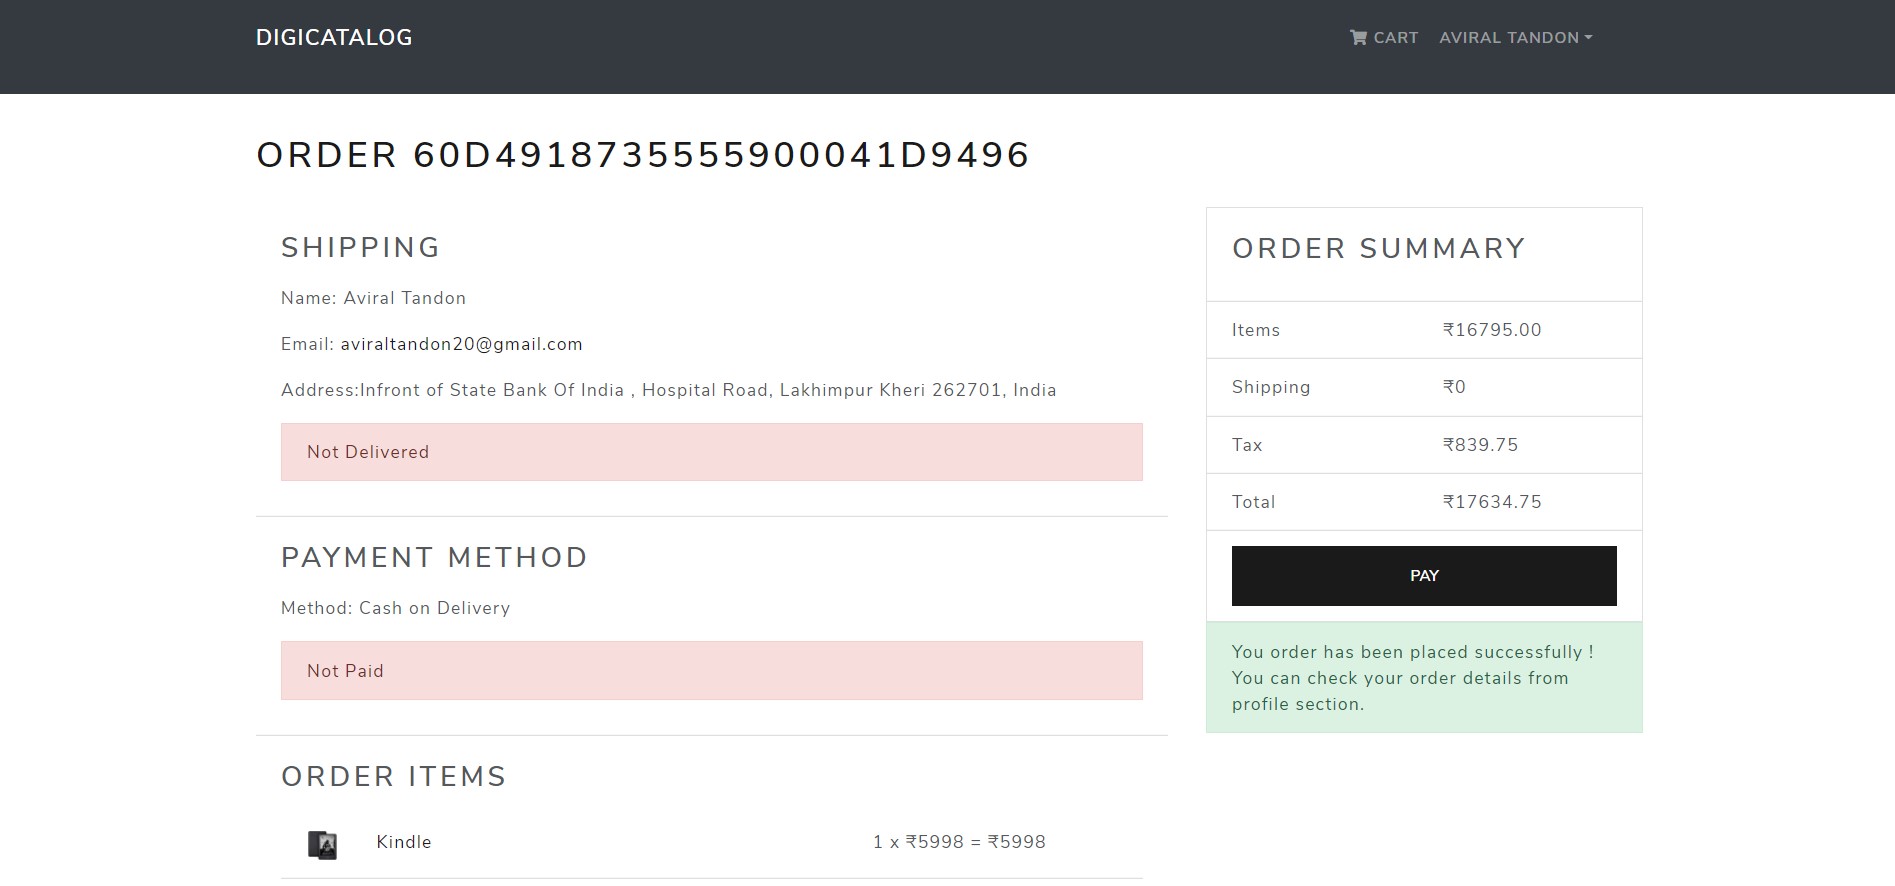 DIGICATALOG
CART AVIRAL TANDON
ORDER 60D4918735555900041D9496
SHIPPING
Name: Aviral Tandon
Email: aviraltandon20@gmail.com
Address:Infront of State Bank Of India , Hospital Road, Lakhimpur Kheri 262701, India
Not Delivered
PAYMENT METHOD
Method: Cash on Delivery
Not Paid
ORDER ITEMS
Kindle 1 x ₹5998 = ₹5998
ORDER SUMMARY
Items ₹16795.00
Shipping ₹0
Tax ₹839.75
Total ₹17634.75
PAY
You order has been placed successfully !
You can check your order details from
profile section.